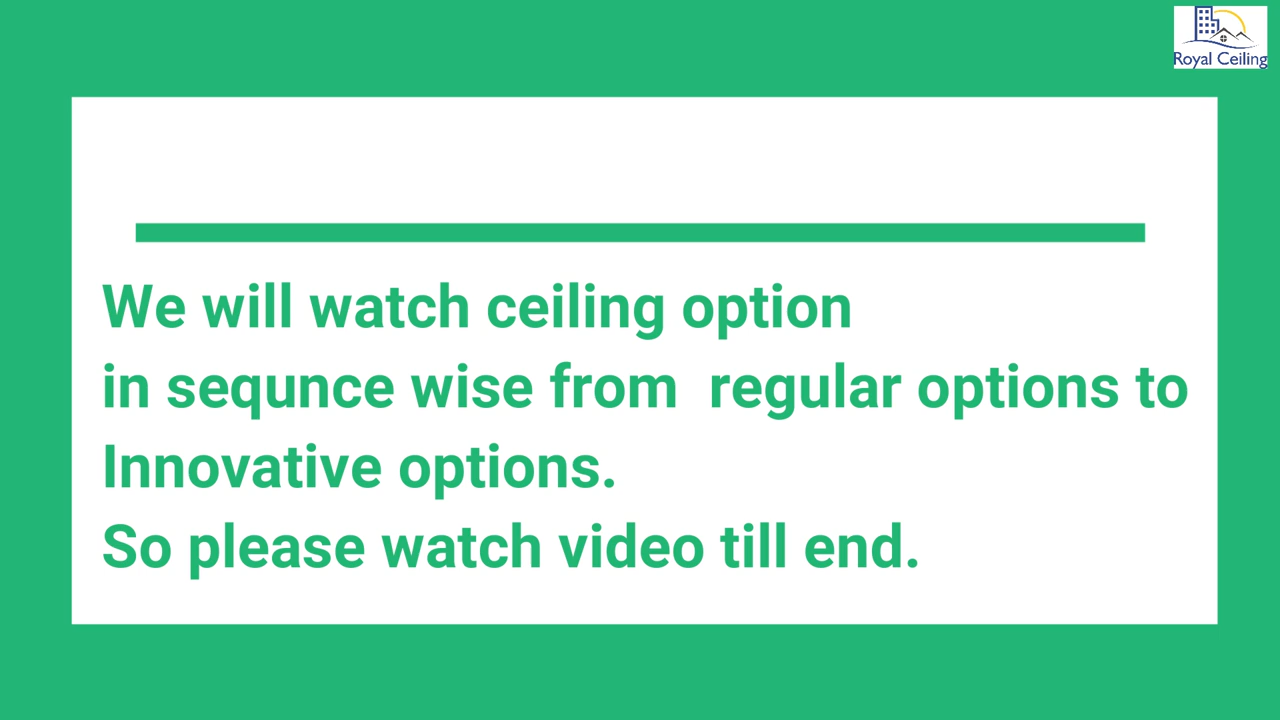 Royal Ceiling
We will watch ceiling option
in sequnce wise from  regular options to
Innovative options.
So please watch video till end.